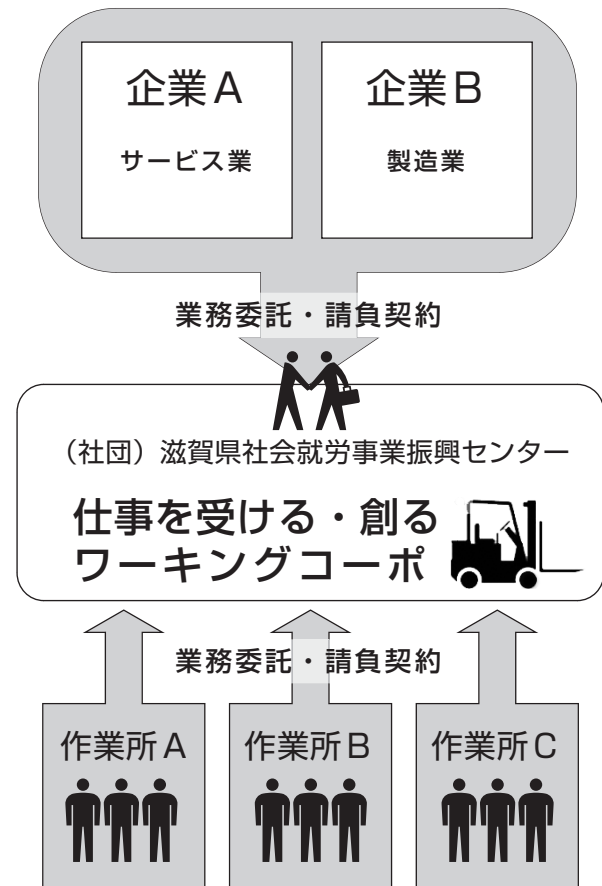 企業A
サービス業
企業B
製造業
業務委託・請負契約
（社団）滋賀県社会就労事業振興センター
仕事を受ける・創る
ワーキングコーポ
業務委託・請負契約
作業所A
作業所B
作業所C